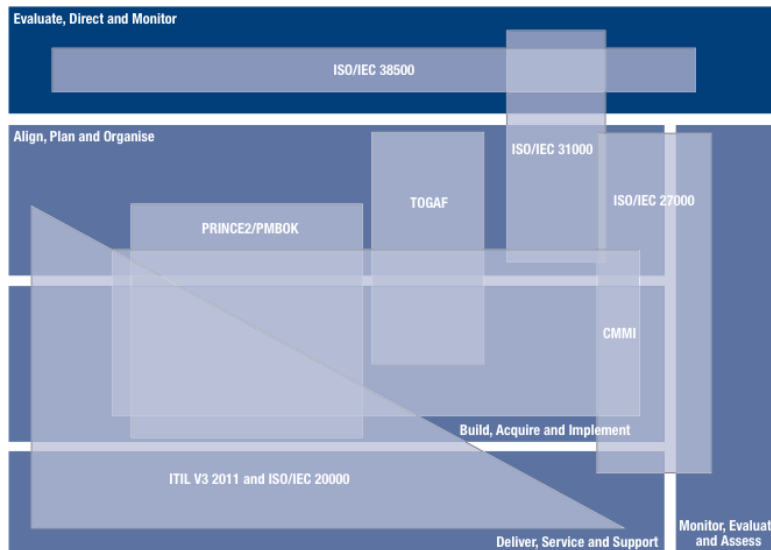 Evaluate, Direct and Monitor
ISO/IEC 38500
Align, Plan and Organise
ISO/IEC 31000
TOGAF
ISO/IEC 27000
PRINCE2/PMBOK
CMMI
Build, Acquire and Implement
ITIL V3 2011 and ISO/IEC 20000
Deliver, Service and Support
Monitor, Evaluat
and Assess